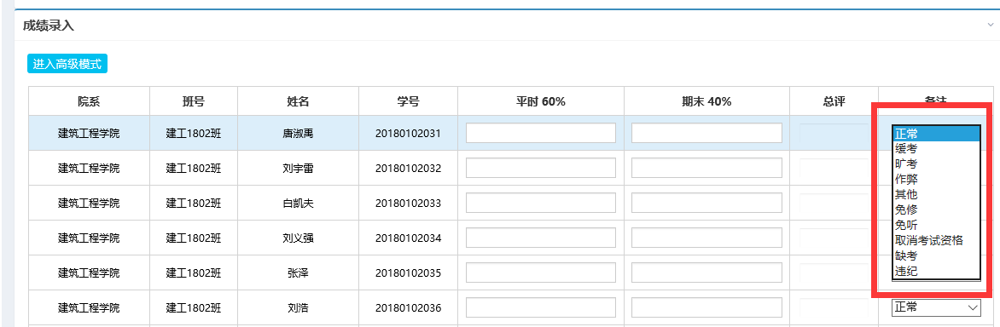 成绩录入
进入高级模式
院系 班号 姓名 学号 平时 60% 期末 40% 总评 备注
建筑工程学院 建工1802班 唐淑禹 20180102031
正常
缓考
建筑工程学院 建工1802班 刘宇雷 20180102032
旷考
作弊
其他
建筑工程学院 建工1802班 白凯夫 20180102033
免修
免听
建筑工程学院 建工1802班 刘义强 20180102034
取消考试资格
缺考
建筑工程学院 建工1802班 张泽 20180102035
违纪
建筑工程学院 建工1802班 刘浩 20180102036 正常